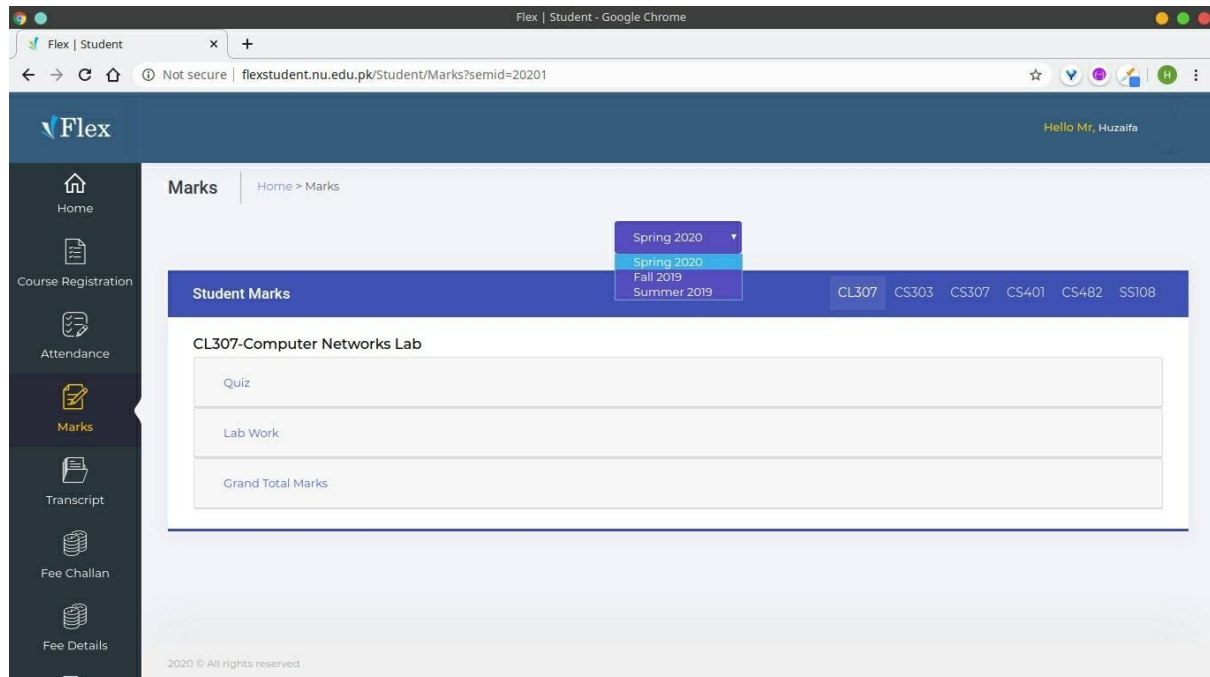 Flex | Student - Google Chrome
Flex | Student
Not secure | flexstudent.nu.edu.pk/Student/Marks?semid=20201
H
Flex
Hello Mr, Huzaifa
Home
Course Registration
Attendance
Marks
Transcript
Fee Challan
Fee Details
Marks
Home > Marks
Spring 2020
Spring 2020
Fall 2019
Summer 2019
Student Marks
CL307 CS303 CS307 CS401 CS482 SS108
CL307-Computer Networks Lab
Quiz
Lab Work
Grand Total Marks
2020 © All rights reserved